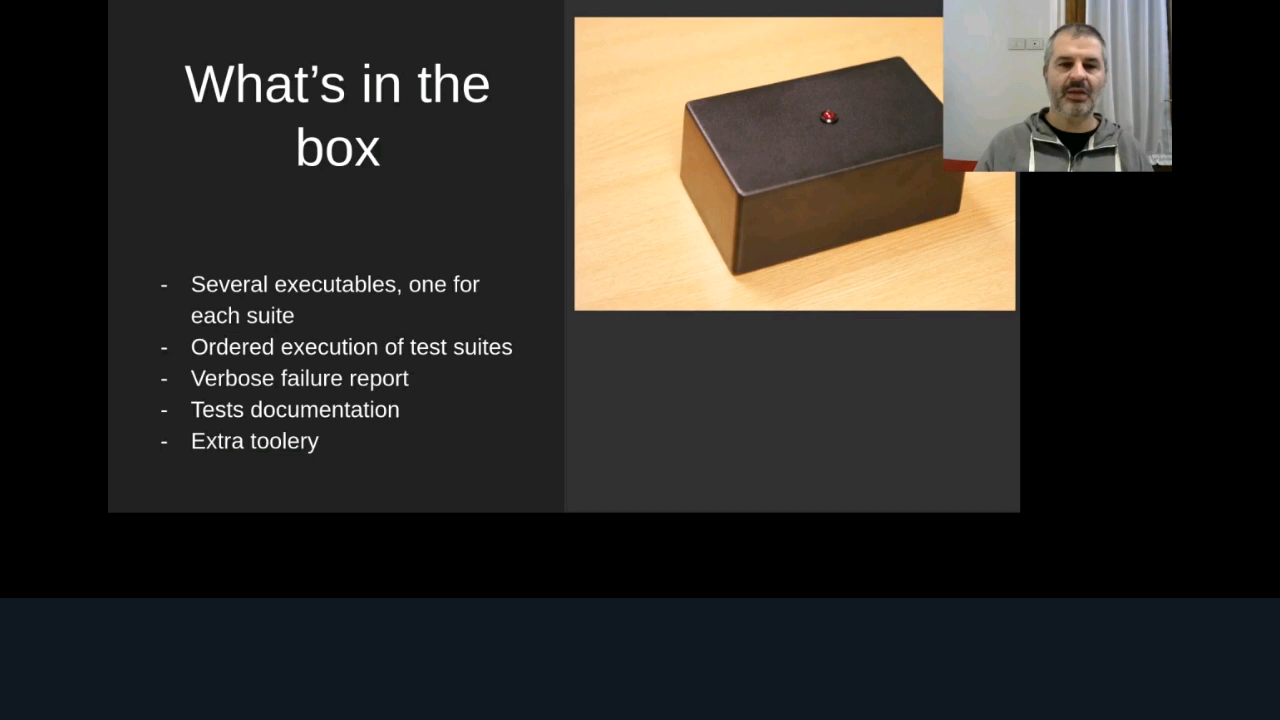 What’s in the
box
- Several executables, one for
each suite
- Ordered execution of test suites
- Verbose failure report
- Tests documentation
- Extra toolery